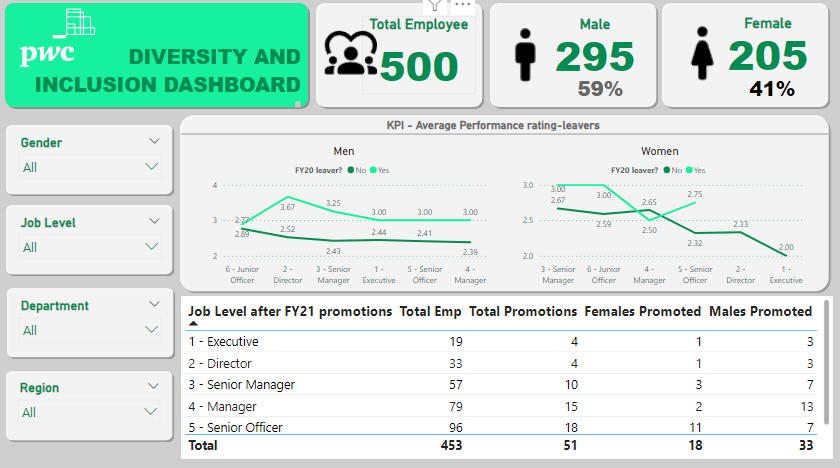 pwc
DIVERSITY AND
INCLUSION DASHBOARD
Total Employee
500
Male
295
59%
Female
205
41%
Gender
All
Job Level
All
Department
All
Region
All
KPI - Average Performance rating-leavers
Men
FY20 leaver? No Yes
4
3
2
2.77
2.89
3.67
2.52
3.25
2.43
3.00
2.44
3.00
2.41
3.00
2.39
6 - Junior Officer
2 - Director
3 - Senior Manager
1 - Executive
5 - Senior Officer
4 - Manager
Women
FY20 leaver? No Yes
3.0
2.5
2.0
3.00
2.67
3.00
2.59
2.65
2.50
2.75
2.32
2.33
2.00
3 - Senior Manager
6 - Junior Officer
4 - Manager
5 - Senior Officer
2 - Director
1 - Executive
Job Level after FY21 promotions Total Emp Total Promotions Females Promoted Males Promoted
1 - Executive 19 4 1 3
2 - Director 33 4 1 3
3 - Senior Manager 57 10 3 7
4 - Manager 79 15 2 13
5 - Senior Officer 96 18 11 7
Total 453 51 18 33